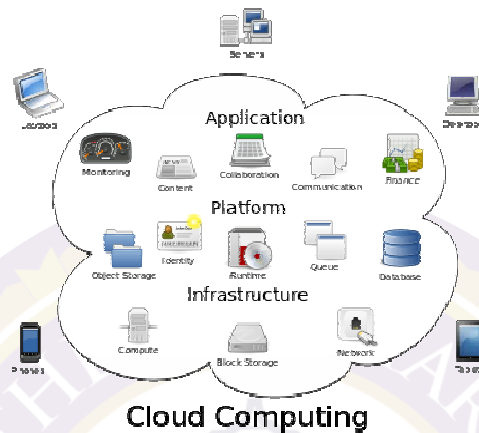 Servers
Application
Laptops
Desktops
Monitoring
Content
Collaboration
Communication
Finance
Platform
Object Storage
Identity
Runtime
Queue
Database
Infrastructure
Compute
Block Storage
Network
Phones
Tablets
Cloud Computing